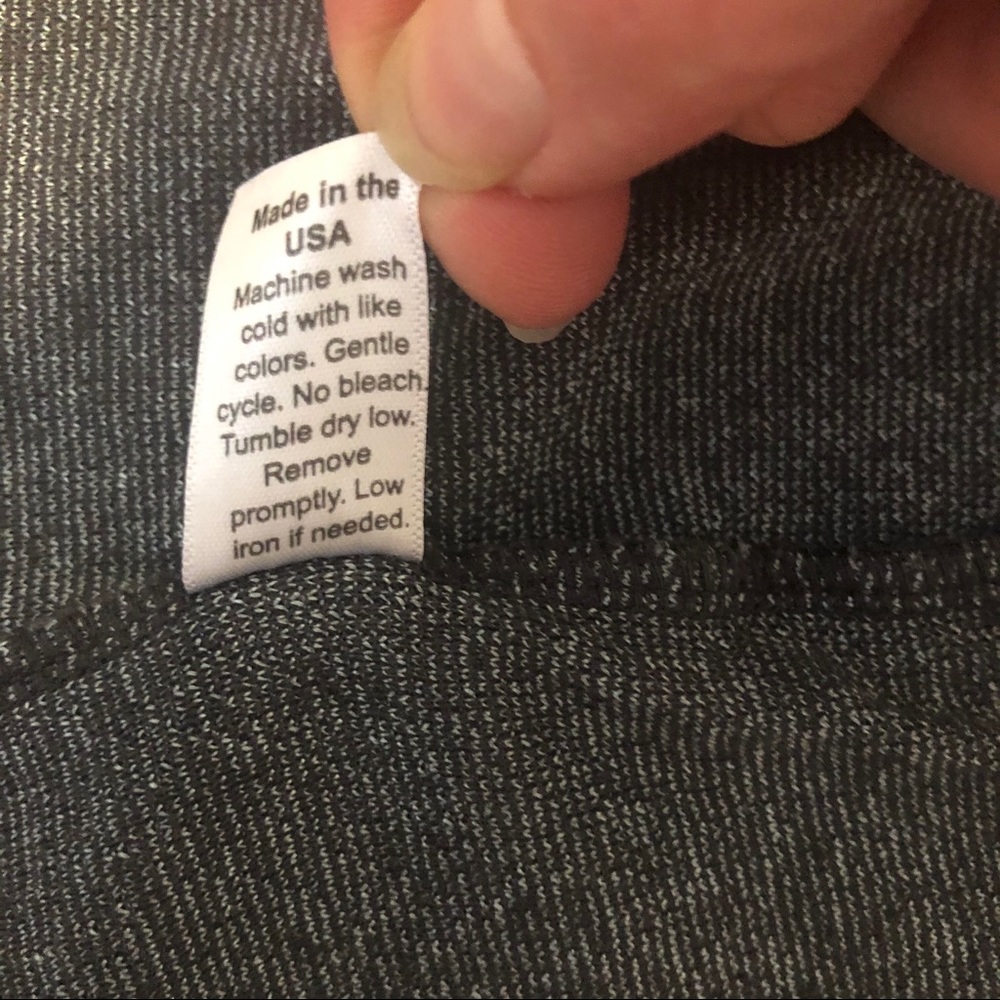 Made in the
USA
Machine wash
cold with like
colors. Gentle
cycle. No bleach.
Tumble dry low.
Remove
promptly. Low
iron if needed.